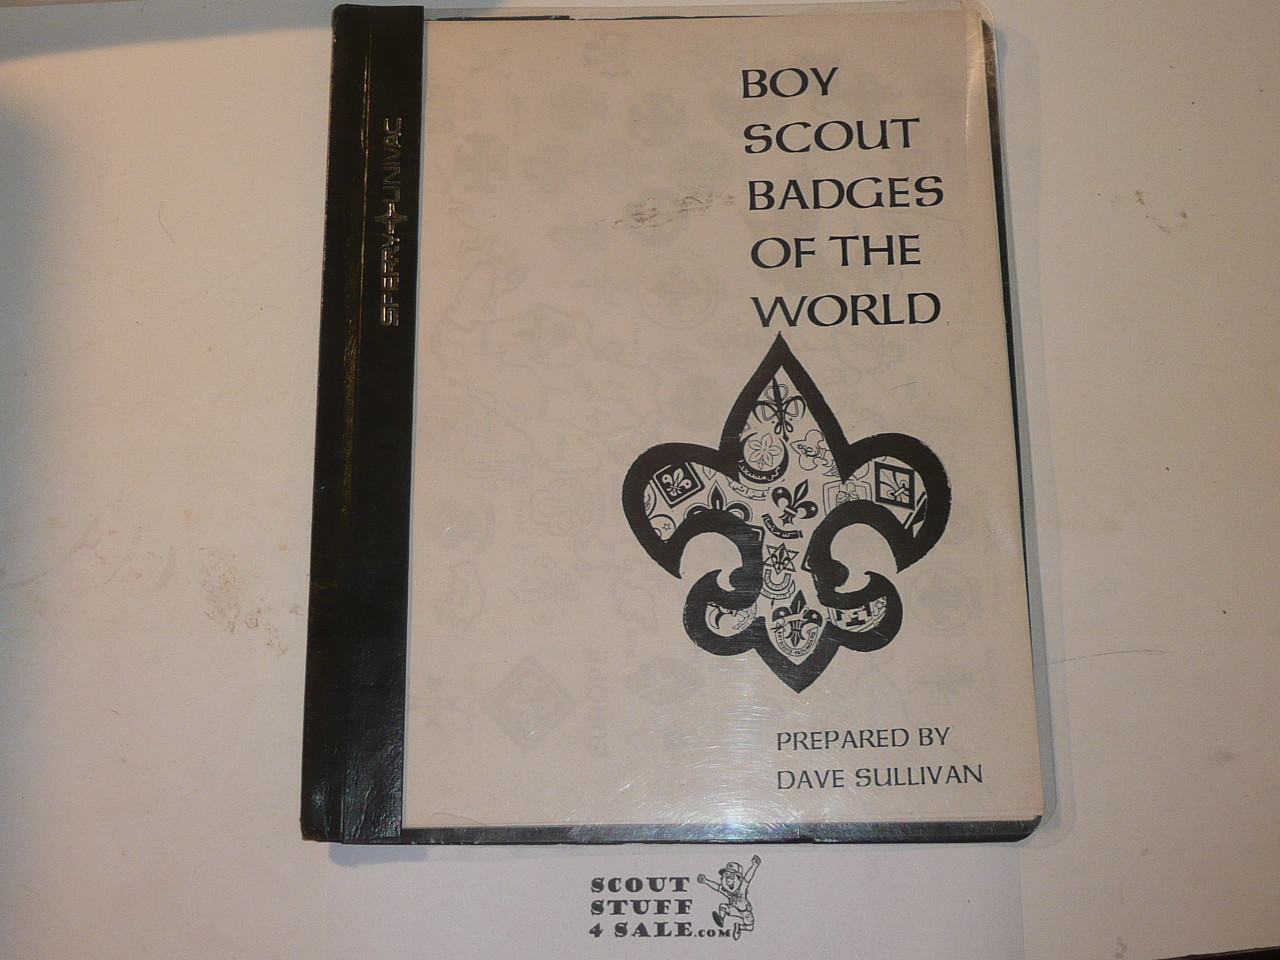 BOY
SCOUT
BADGES
OF THE
WORLD
PREPARED BY
DAVE SULLIVAN
SPERRY UNIVAC
SCOUT
STUFF
4 SALE.COM